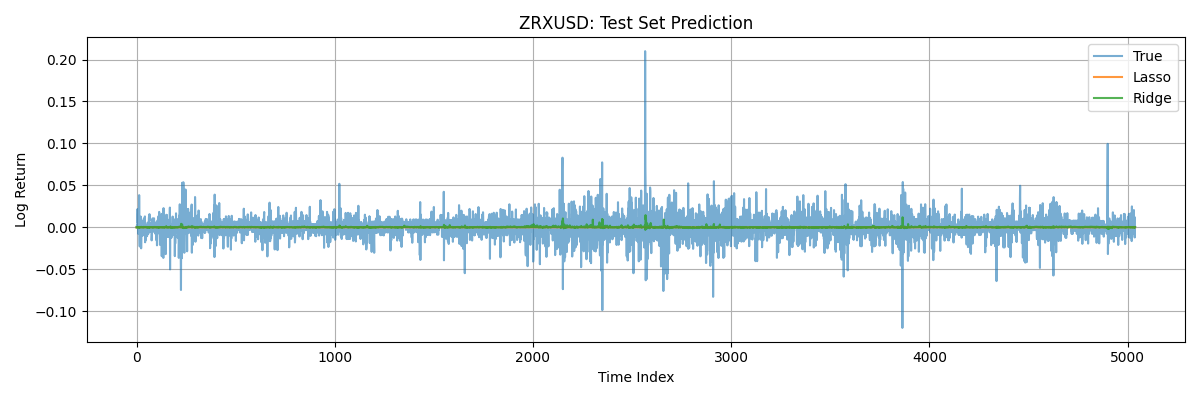 ZRXUSD: Test Set Prediction
True
Lasso
Ridge
Log Return
0.20
0.15
0.10
0.05
0.00
−0.05
−0.10
0 1000 2000 3000 4000 5000
Time Index